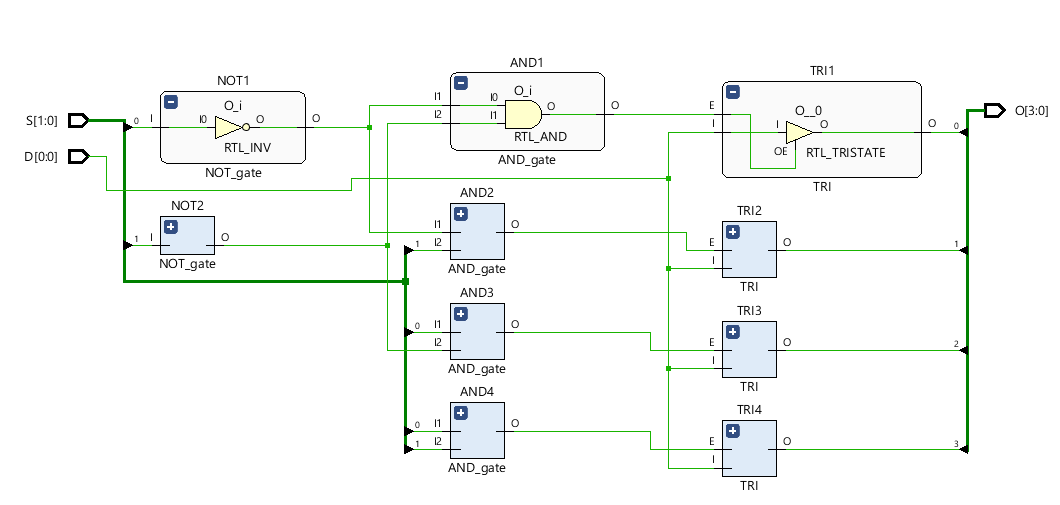 NOT1
O_i
I
I0
O
O
RTL_INV
NOT_gate
S[1:0]
D[0:0]
0
1
NOT2
I
O
NOT_gate
AND1
O_i
I1
I2
I0
I1
O
O
RTL_AND
AND_gate
AND2
I1
I2
1
O
AND_gate
AND3
0
I1
I2
O
AND_gate
AND4
0
I1
1
I2
O
AND_gate
TRI1
O__0
E
I
I
O
O
OE
RTL_TRISTATE
TRI
TRI2
E
I
O
TRI
TRI3
E
I
O
TRI
TRI4
E
I
O
TRI
0
1
2
3
O[3:0]